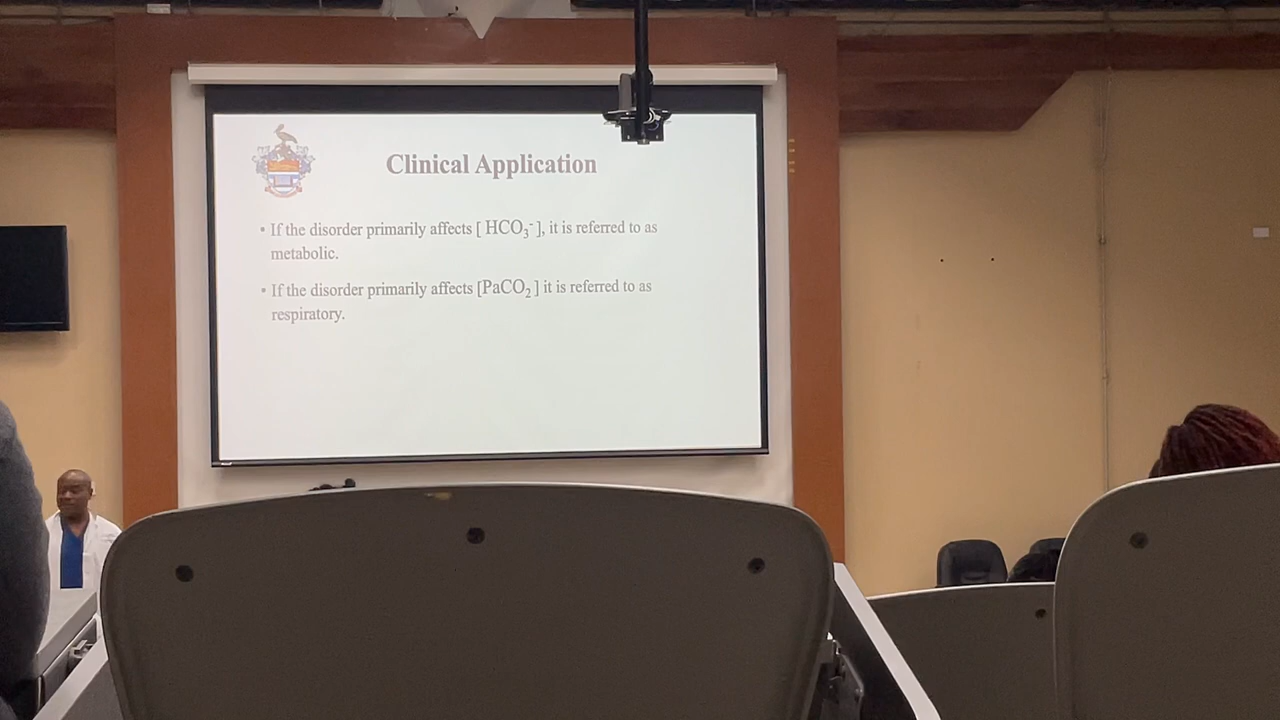 Clinical Application
• If the disorder primarily affects [ HCO₃⁻ ], it is referred to as
metabolic.
• If the disorder primarily affects [PaCO₂ ] it is referred to as
respiratory.